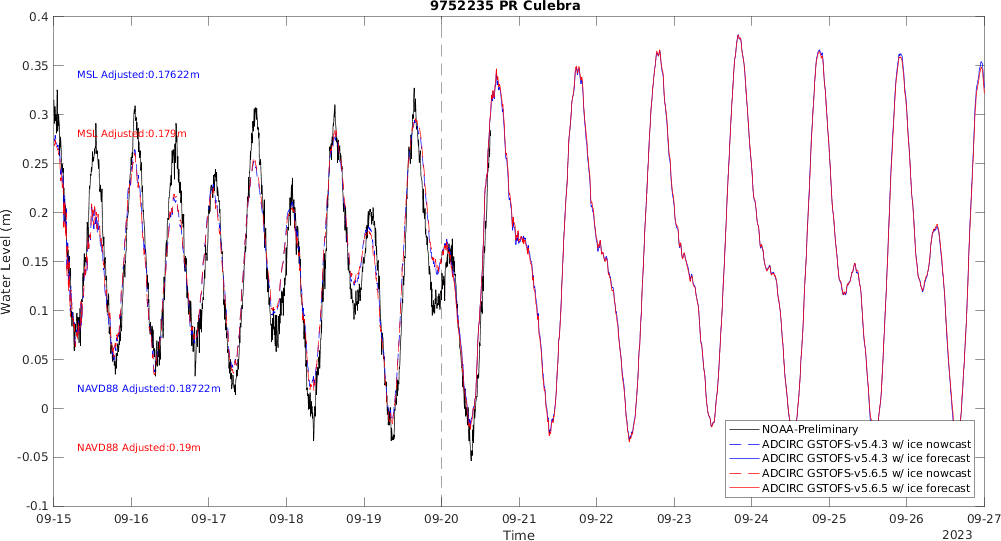 9752235 PR Culebra
0.4
0.35
0.3
0.25
0.2
0.15
0.1
0.05
0
-0.05
-0.1
Water Level (m)
MSL Adjusted:0.17622m
MSL Adjusted:0.179m
NAVD88 Adjusted:0.18722m
NAVD88 Adjusted:0.19m
NOAA-Preliminary
ADCIRC GSTOFS-v5.4.3 w/ ice nowcast
ADCIRC GSTOFS-v5.4.3 w/ ice forecast
ADCIRC GSTOFS-v5.6.5 w/ ice nowcast
ADCIRC GSTOFS-v5.6.5 w/ ice forecast
09-15 09-16 09-17 09-18 09-19 09-20 09-21 09-22 09-23 09-24 09-25 09-26 09-27
Time
2023